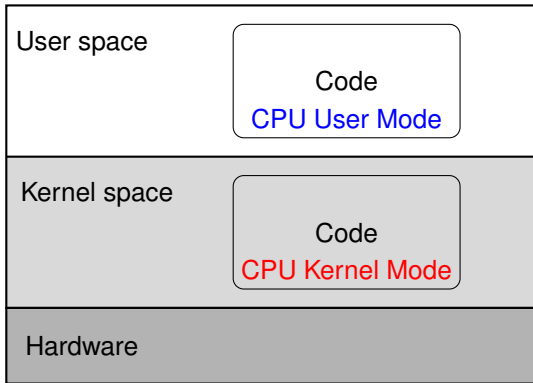 User space
Code
CPU User Mode
Kernel space
Code
CPU Kernel Mode
Hardware